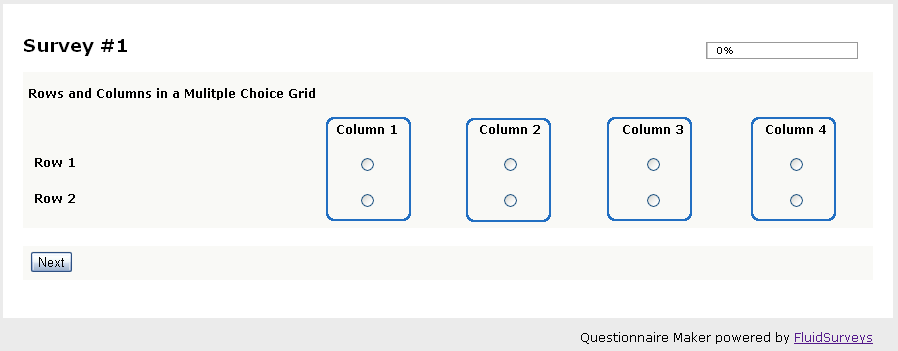 Survey #1
0%
Rows and Columns in a Mulitple Choice Grid
Column 1 Column 2 Column 3 Column 4
Row 1
Row 2
Next
Questionnaire Maker powered by FluidSurveys